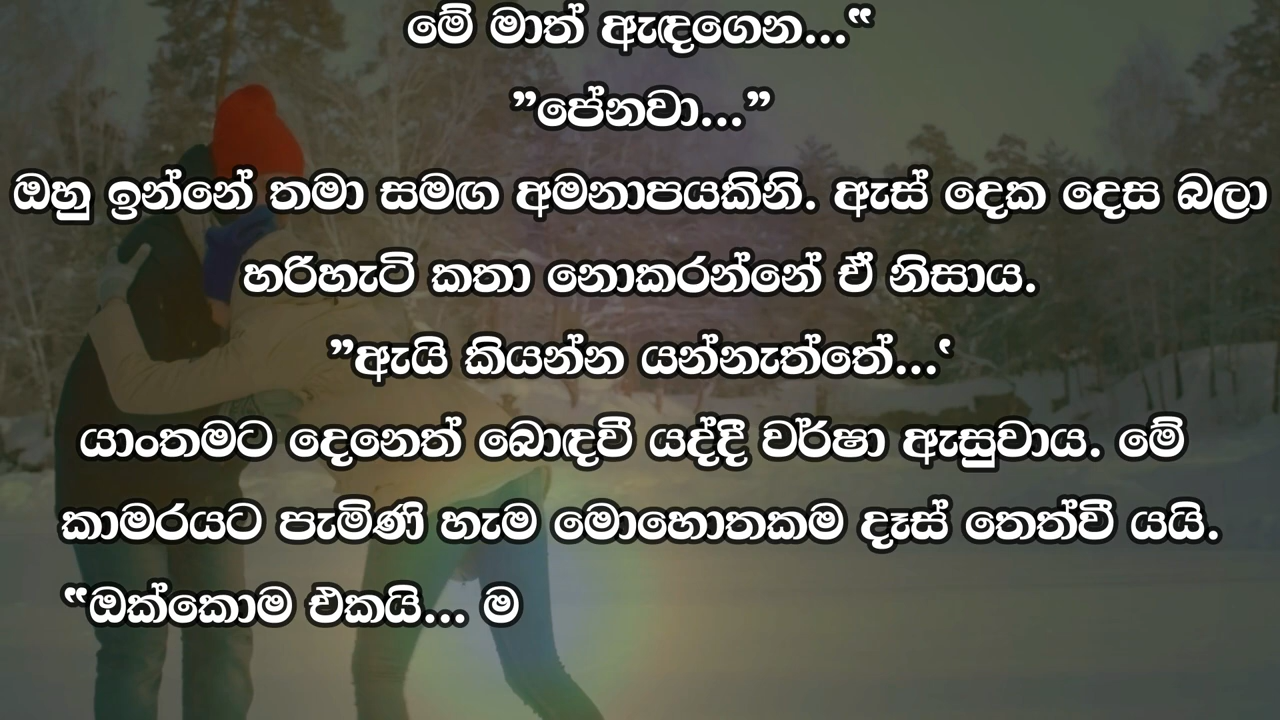 මේ මාත් ඇඳගෙන...“
”පේනවා...”
ඔහු ඉන්නේ තමා සමඟ අමනාපයකිනි. ඇස් දෙක දෙස බලා
හරිහැටි කතා නොකරන්නේ ඒ නිසාය.
”ඇයි කියන්න යන්නැත්තේ...‘
යාංතමට දෙනෙත් බොඳවී යද්දී වර්ෂා ඇසුවාය. මේ
කාමරයට පැමිණි හැම මොහොතකම දෑස් තෙත්වී යයි.
“ඔක්කොම එකයි... ම